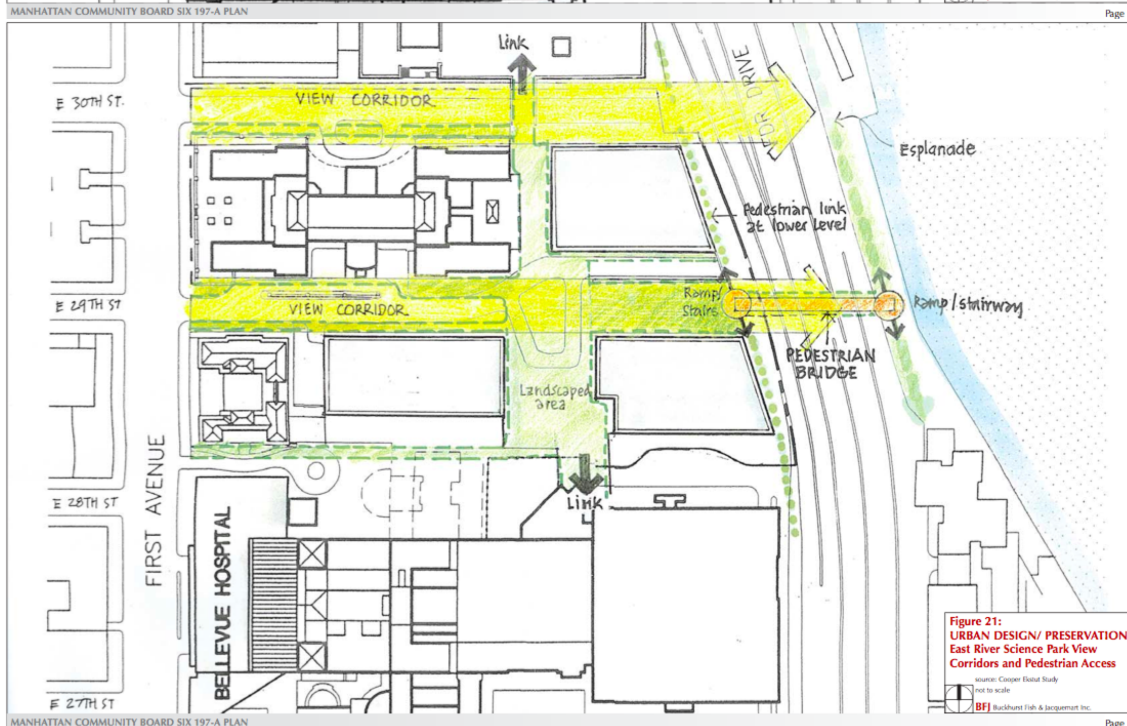 MANHATTAN COMMUNITY BOARD SIX 197-A PLAN
Page
Link
E 30TH ST.
VIEW CORRIDOR
FDR DRIVE
Esplanade
Pedestrian link
at lower level
E 29TH ST
VIEW CORRIDOR
Ramp/
Stairs
Ramp/stairway
PEDESTRIAN
BRIDGE
Landscaped
area
FIRST AVENUE
E 28TH ST
Link
BELLEVUE HOSPITAL
E 27TH ST
Figure 21:
URBAN DESIGN/ PRESERVATION
East River Science Park View
Corridors and Pedestrian Access
source: Cooper Ekstut Study
not to scale
BFJ Buckhurst Fish & Jacquemart Inc.
MANHATTAN COMMUNITY BOARD SIX 197-A PLAN
Page